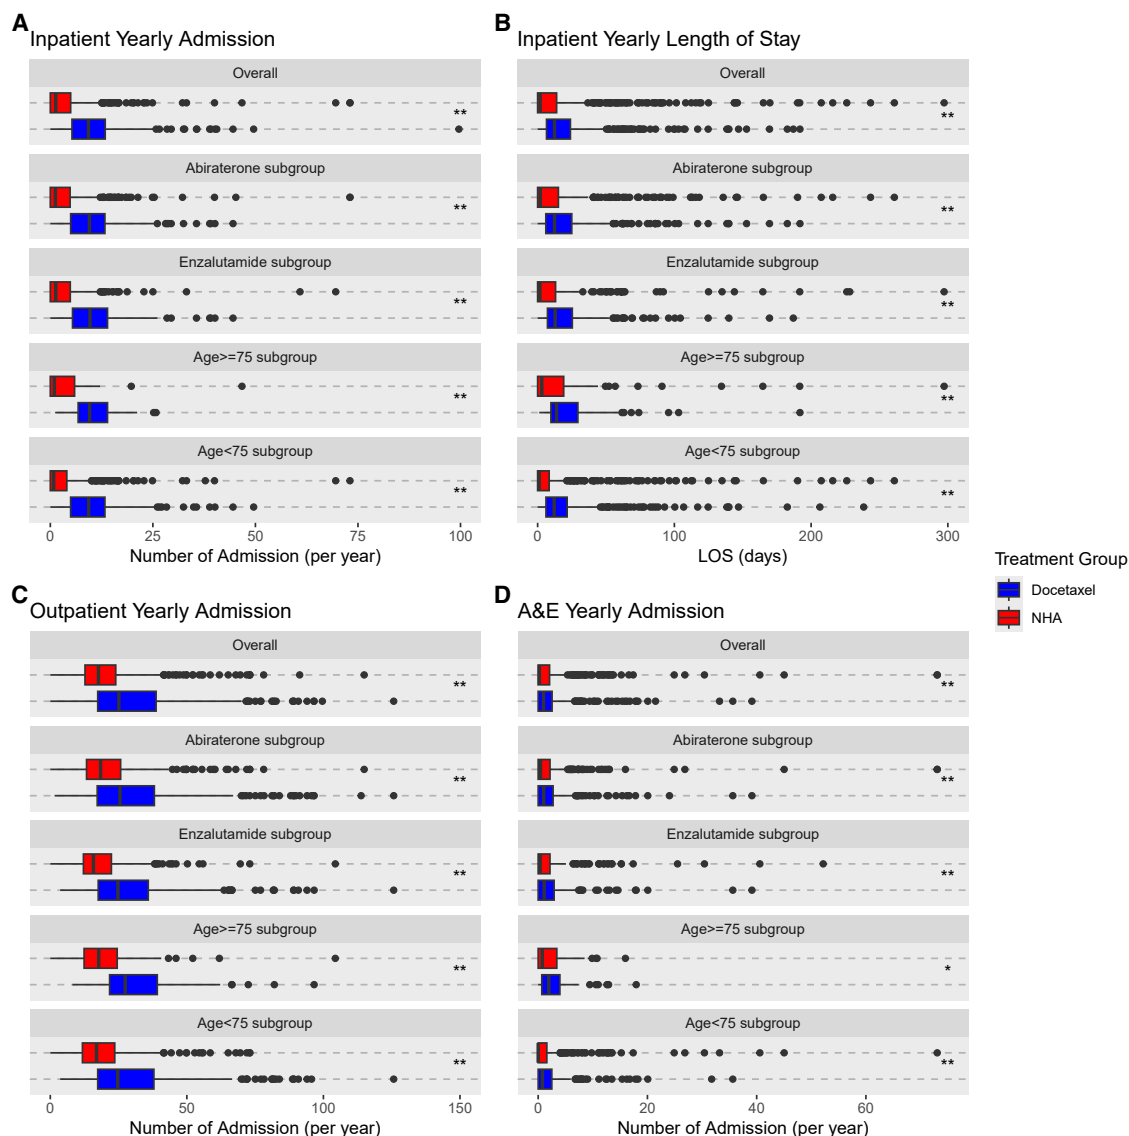 A
Inpatient Yearly Admission
Overall
**
Abiraterone subgroup
**
Enzalutamide subgroup
**
Age>=75 subgroup
**
Age<75 subgroup
**
0 25 50 75 100
Number of Admission (per year)
B
Inpatient Yearly Length of Stay
Overall
**
Abiraterone subgroup
**
Enzalutamide subgroup
**
Age>=75 subgroup
**
Age<75 subgroup
**
0 100 200 300
LOS (days)
Treatment Group
Docetaxel
NHA
C
Outpatient Yearly Admission
Overall
**
Abiraterone subgroup
**
Enzalutamide subgroup
**
Age>=75 subgroup
**
Age<75 subgroup
**
0 50 100 150
Number of Admission (per year)
D
A&E Yearly Admission
Overall
**
Abiraterone subgroup
**
Enzalutamide subgroup
**
Age>=75 subgroup
*
Age<75 subgroup
**
0 20 40 60
Number of Admission (per year)